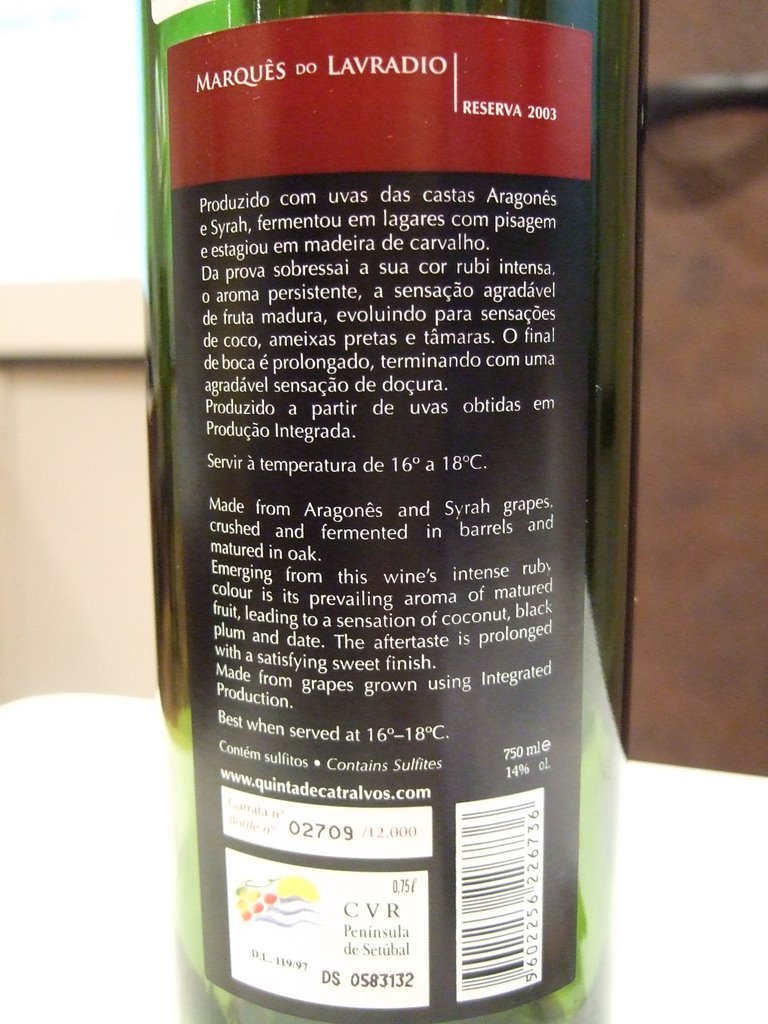 MARQUÊS DO LAVRADIO
RESERVA 2003
Produzido com uvas das castas Aragonês
e Syrah, fermentou em lagares com pisagem
e estagiou em madeira de carvalho.
Da prova sobressai a sua cor rubi intensa,
o aroma persistente, a sensação agradável
de fruta madura, evoluindo para sensações
de coco, ameixas pretas e tâmaras. O final
de boca é prolongado, terminando com uma
agradável sensação de doçura.
Produzido a partir de uvas obtidas em
Produção Integrada.
Servir à temperatura de 16º a 18ºC.
Made from Aragonês and Syrah grapes,
crushed and fermented in barrels and
matured in oak.
Emerging from this wine's intense ruby
colour is its prevailing aroma of matured
fruit, leading to a sensation of coconut, black
plum and date. The aftertaste is prolonged
with a satisfying sweet finish.
Made from grapes grown using Integrated
Production.
Best when served at 16º–18ºC.
Contém sulfitos • Contains Sulfites
750 ml e
14% ol.
www.quintadecatralvos.com
Garrafa nº
Bottle nº 02709 /12.000
0,75ℓ
CVR
Península
de Setúbal
D.L. 119/97
DS 0583132
5602256226736